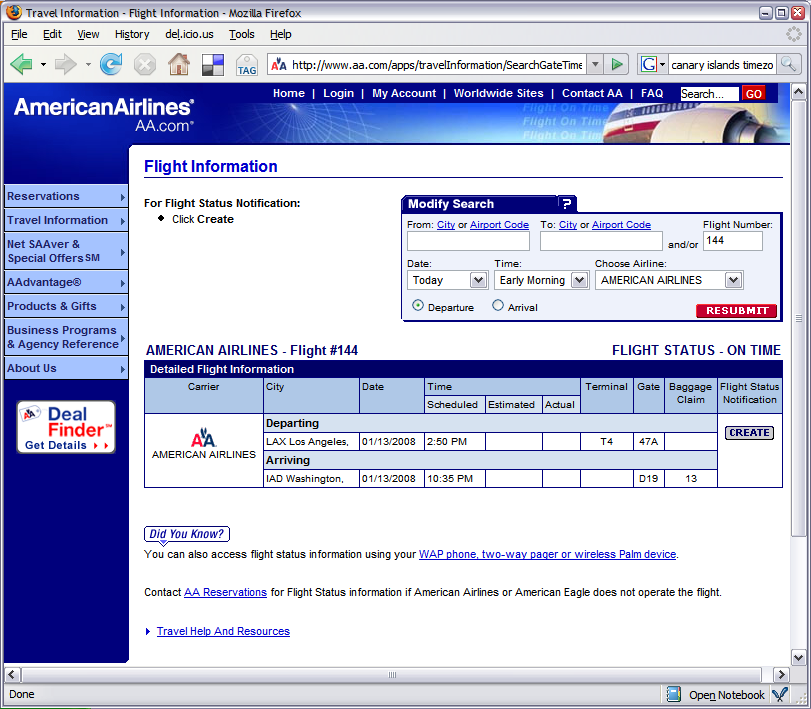 Travel Information - Flight Information - Mozilla Firefox
File Edit View History del.icio.us Tools Help
TAG
http://www.aa.com/apps/travelInformation/SearchGateTime
G
canary islands timezo
AmericanAirlines®
AA.com®
Home | Login | My Account | Worldwide Sites | Contact AA | FAQ
Search...
GO
Flight On Time
Flight On Time
Flight On Time
Reservations
Travel Information
Net SAAver &
Special Offers SM
AAdvantage®
Products & Gifts
Business Programs
& Agency Reference
About Us
AA
Deal
Finder™
Get Details
Flight Information
For Flight Status Notification:
Click Create
Modify Search
?
From: City or Airport Code To: City or Airport Code Flight Number:
and/or 144
Date: Time: Choose Airline:
Today Early Morning AMERICAN AIRLINES
Departure Arrival
RESUBMIT
AMERICAN AIRLINES - Flight #144 FLIGHT STATUS - ON TIME
Detailed Flight Information
Carrier City Date Time Terminal Gate Baggage Claim Flight Status Notification
Scheduled Estimated Actual
Departing
AA
AMERICAN AIRLINES
LAX Los Angeles, 01/13/2008 2:50 PM T4 47A
CREATE
Arriving
IAD Washington, 01/13/2008 10:35 PM D19 13
Did You Know?
You can also access flight status information using your WAP phone, two-way pager or wireless Palm device.
Contact AA Reservations for Flight Status information if American Airlines or American Eagle does not operate the flight.
Travel Help And Resources
Done
Open Notebook